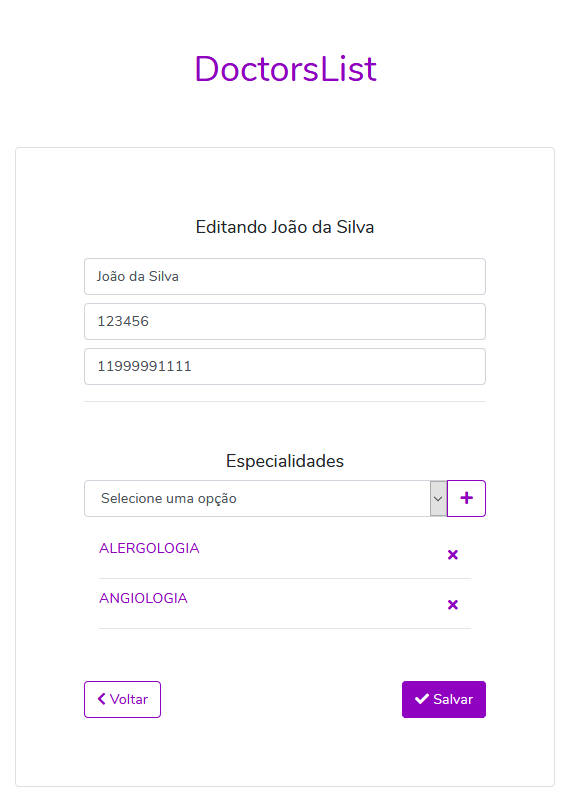 DoctorsList
Editando João da Silva
João da Silva
123456
11999991111
Especialidades
Selecione uma opção
ALERGOLOGIA
ANGIOLOGIA
Voltar
Salvar